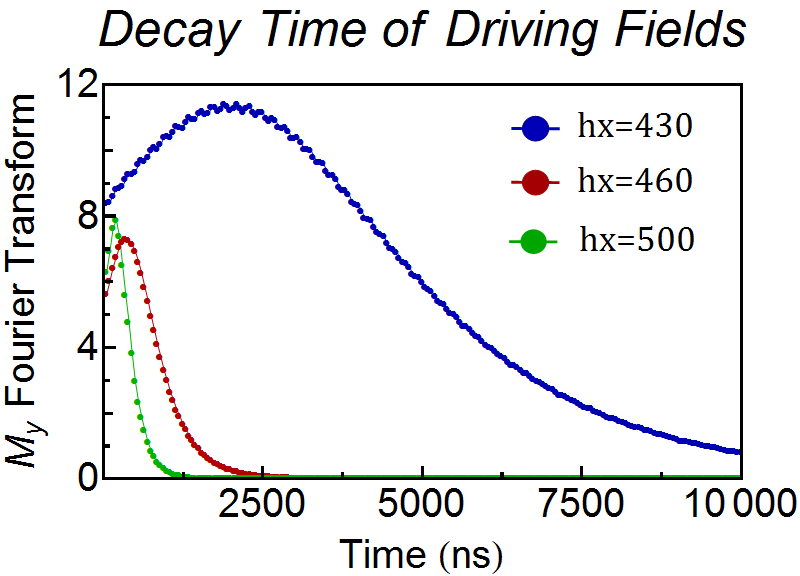 Decay Time of Driving Fields
My Fourier Transform
12
8
4
0
hx=430
hx=460
hx=500
2500
5000
7500
10 000
Time (ns)